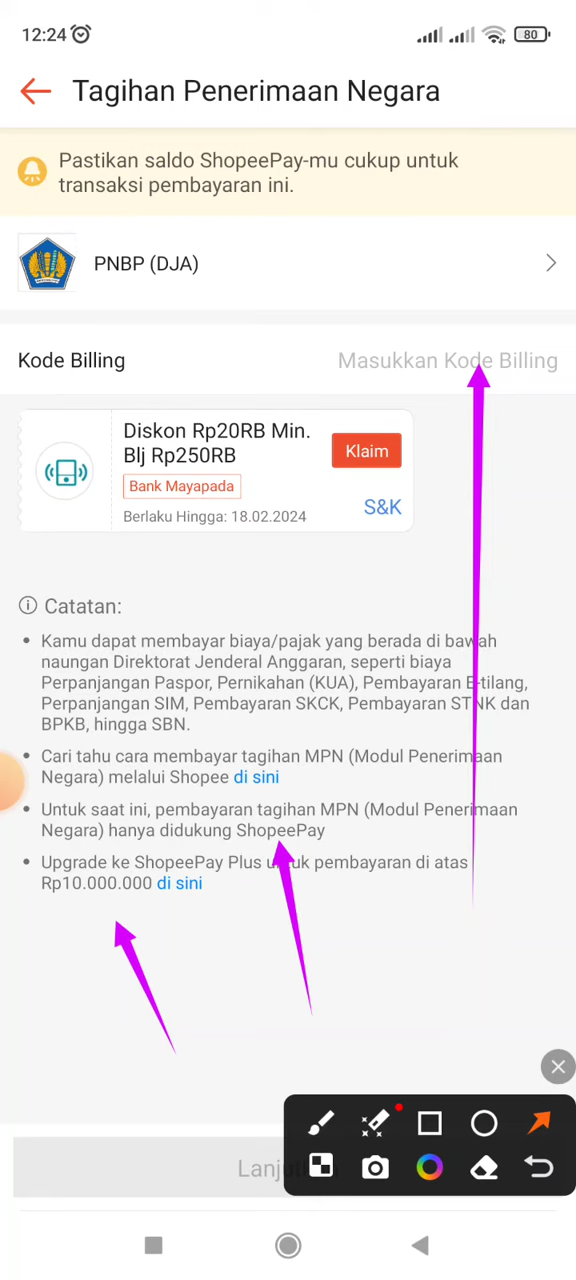 12:24
80
Tagihan Penerimaan Negara
Pastikan saldo ShopeePay-mu cukup untuk
transaksi pembayaran ini.
PNBP (DJA)
Kode Billing
Masukkan Kode Billing
Diskon Rp20RB Min.
Blj Rp250RB
Klaim
Bank Mayapada
Berlaku Hingga: 18.02.2024
S&K
Catatan:
• Kamu dapat membayar biaya/pajak yang berada di bawah
naungan Direktorat Jenderal Anggaran, seperti biaya
Perpanjangan Paspor, Pernikahan (KUA), Pembayaran E-tilang,
Perpanjangan SIM, Pembayaran SKCK, Pembayaran STNK dan
BPKB, hingga SBN.
• Cari tahu cara membayar tagihan MPN (Modul Penerimaan
Negara) melalui Shopee di sini
• Untuk saat ini, pembayaran tagihan MPN (Modul Penerimaan
Negara) hanya didukung ShopeePay
• Upgrade ke ShopeePay Plus untuk pembayaran di atas
Rp10.000.000 di sini